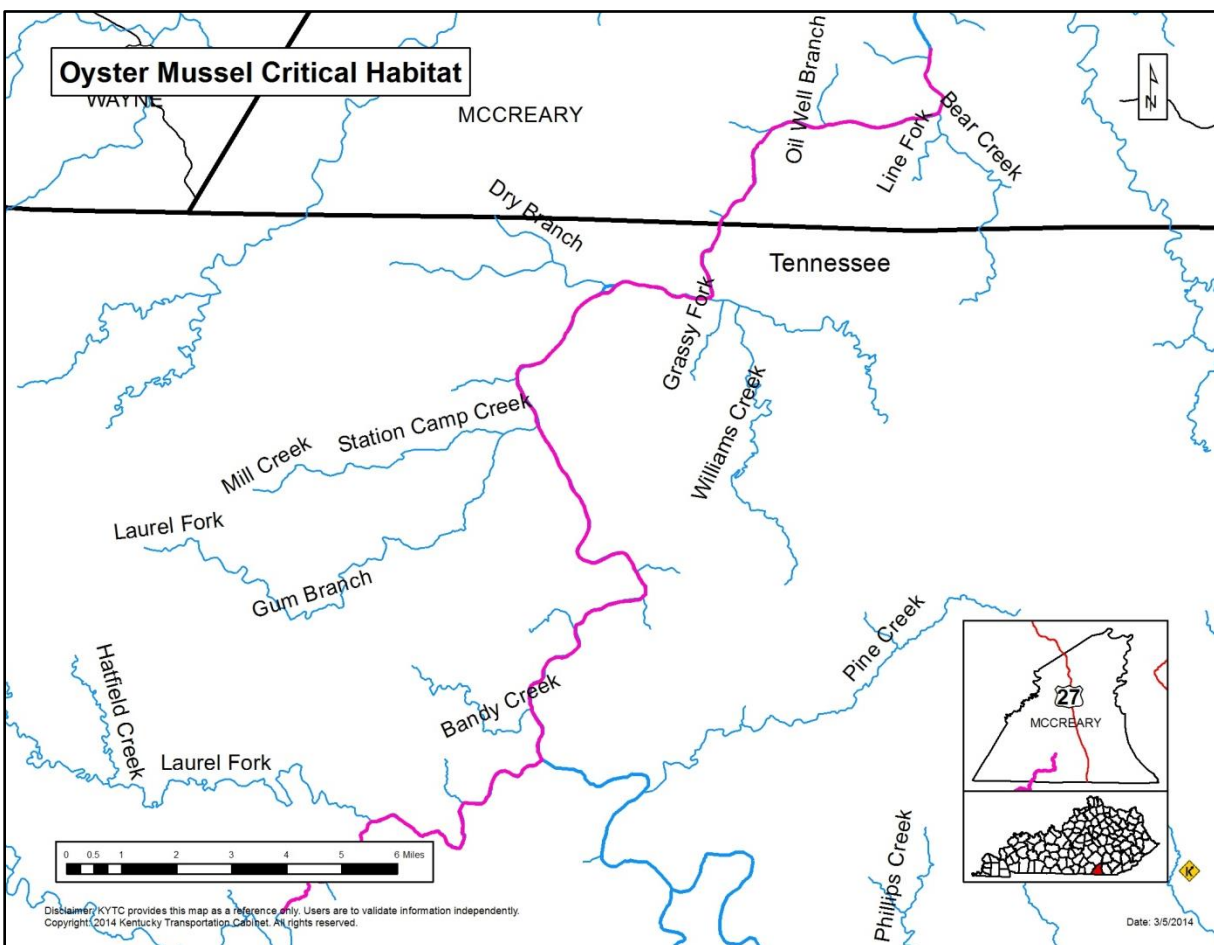 Oyster Mussel Critical Habitat
WAYNE
MCCREARY
Oil Well Branch
Line Fork
Bear Creek
N
Dry Branch
Tennessee
Grassy Fork
Williams Creek
Station Camp Creek
Mill Creek
Laurel Fork
Gum Branch
Pine Creek
Hatfield Creek
Bandy Creek
Laurel Fork
27
MCCREARY
Phillips Creek
0 0.5 1 2 3 4 5 6 Miles
Disclaimer: KYTC provides this map as a reference only. Users are to validate information independently.
Copyright: 2014 Kentucky Transportation Cabinet. All rights reserved.
Date: 3/5/2014